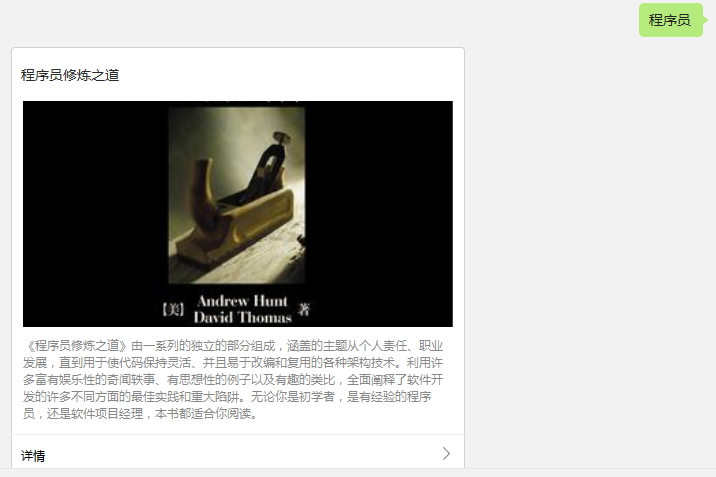 程序员
程序员修炼之道
【美】 Andrew Hunt 著
David Thomas
《程序员修炼之道》由一系列的独立的部分组成，涵盖的主题从个人责任、职业
发展，直到用于使代码保持灵活、并且易于改编和复用的各种架构技术。利用许
多富有娱乐性的奇闻轶事、有思想性的例子以及有趣的类比，全面阐释了软件开
发的许多不同方面的最佳实践和重大陷阱。无论你是初学者，是有经验的程序
员，还是软件项目经理，本书都适合你阅读。
详情